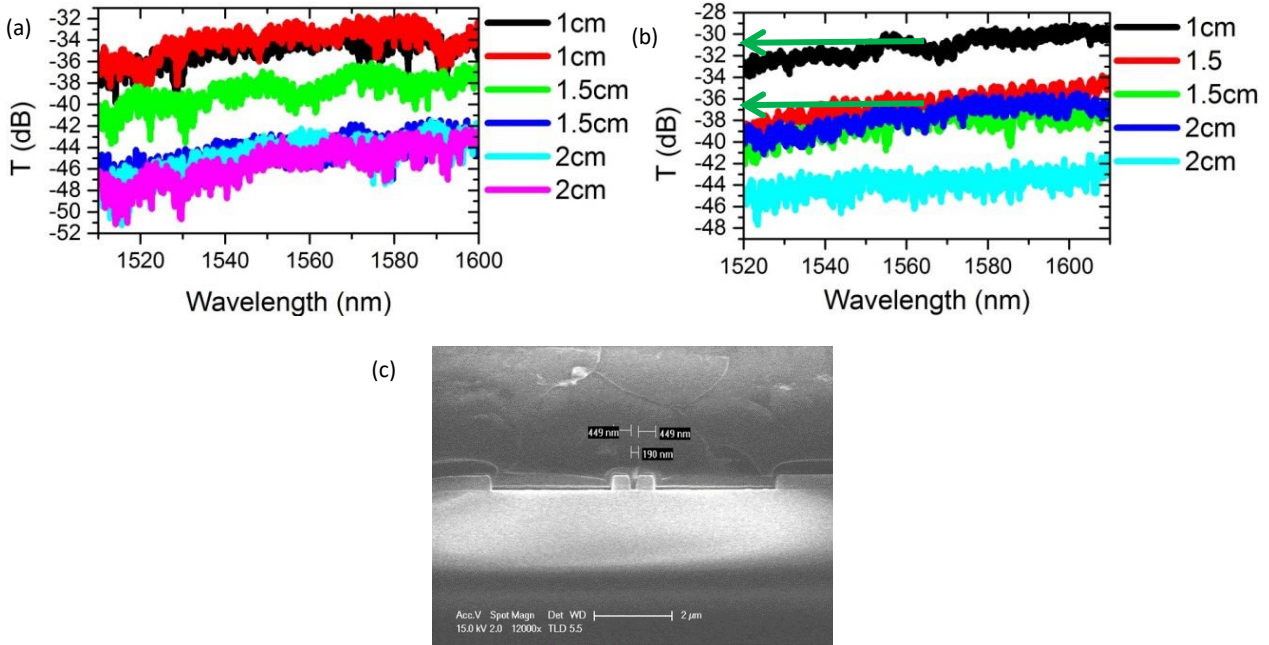 (a)
T (dB)
-32
-34
-36
-38
-40
-42
-44
-46
-48
-50
-52
1520
1540
1560
1580
1600
Wavelength (nm)
1cm
1cm
1.5cm
1.5cm
2cm
2cm
(b)
T (dB)
-28
-30
-32
-34
-36
-38
-40
-42
-44
-46
-48
1520
1540
1560
1580
1600
Wavelength (nm)
1cm
1.5
1.5cm
2cm
2cm
(c)
449 nm
449 nm
190 nm
Acc.V Spot Magn Det WD 2 µm
15.0 kV 2.0 12000x TLD 5.5